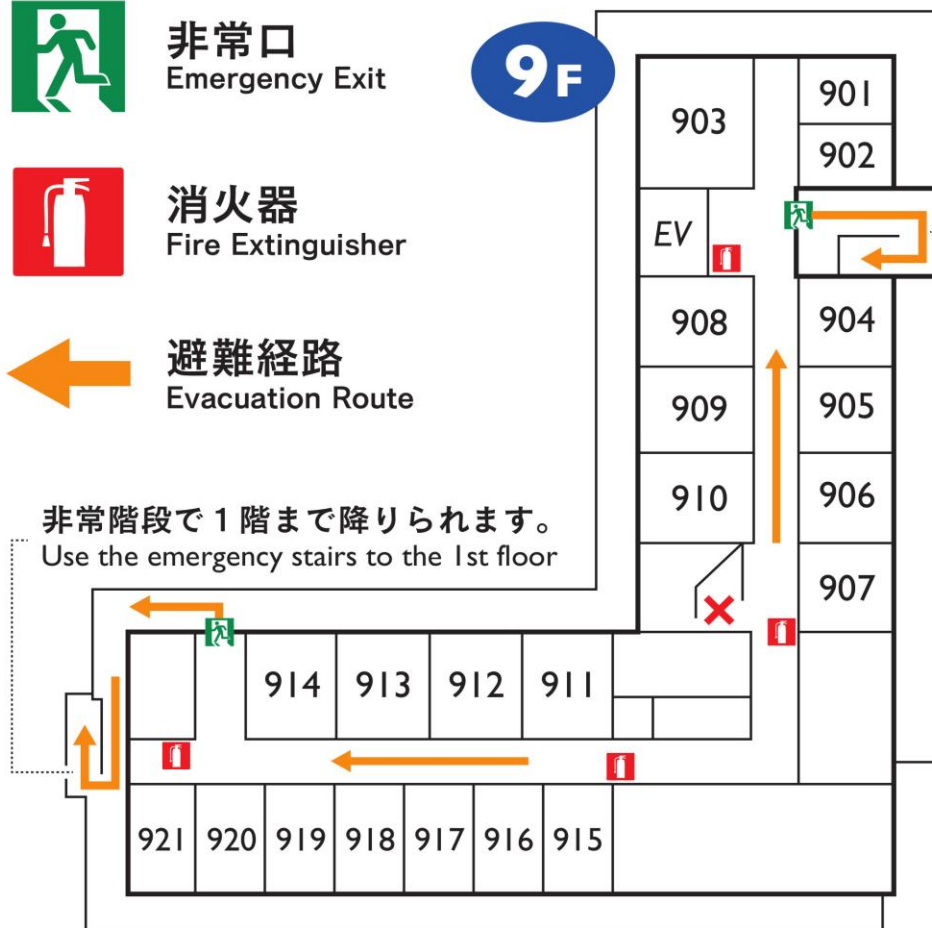 非常口
Emergency Exit
9F
消火器
Fire Extinguisher
避難経路
Evacuation Route
非常階段で1階まで降りられます。
Use the emergency stairs to the 1st floor
903
901
902
EV
908
904
909
905
910
906
907
914
913
912
911
921
920
919
918
917
916
915